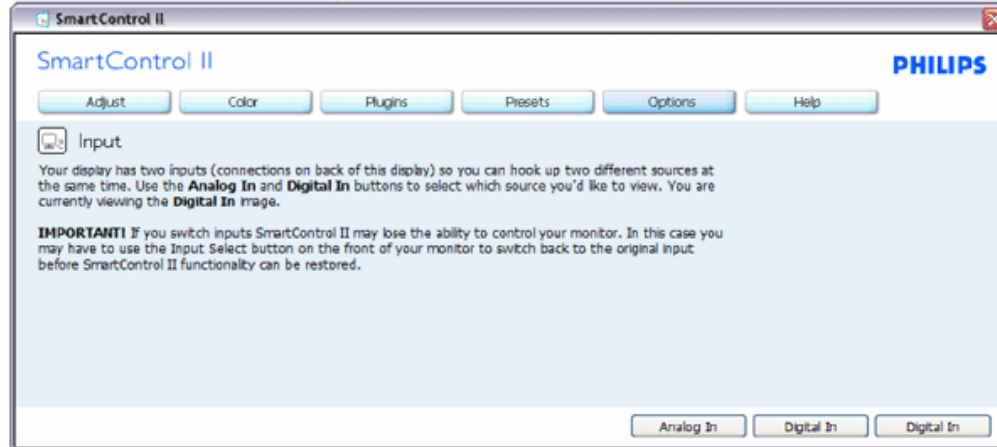 SmartControl II
SmartControl II
PHILIPS
Adjust Color Plugins Presets Options Help
Input
Your display has two inputs (connections on back of this display) so you can hook up two different sources at
the same time. Use the Analog In and Digital In buttons to select which source you'd like to view. You are
currently viewing the Digital In image.
IMPORTANT! If you switch inputs SmartControl II may lose the ability to control your monitor. In this case you
may have to use the Input Select button on the front of your monitor to switch back to the original input
before SmartControl II functionality can be restored.
Analog In Digital In Digital In